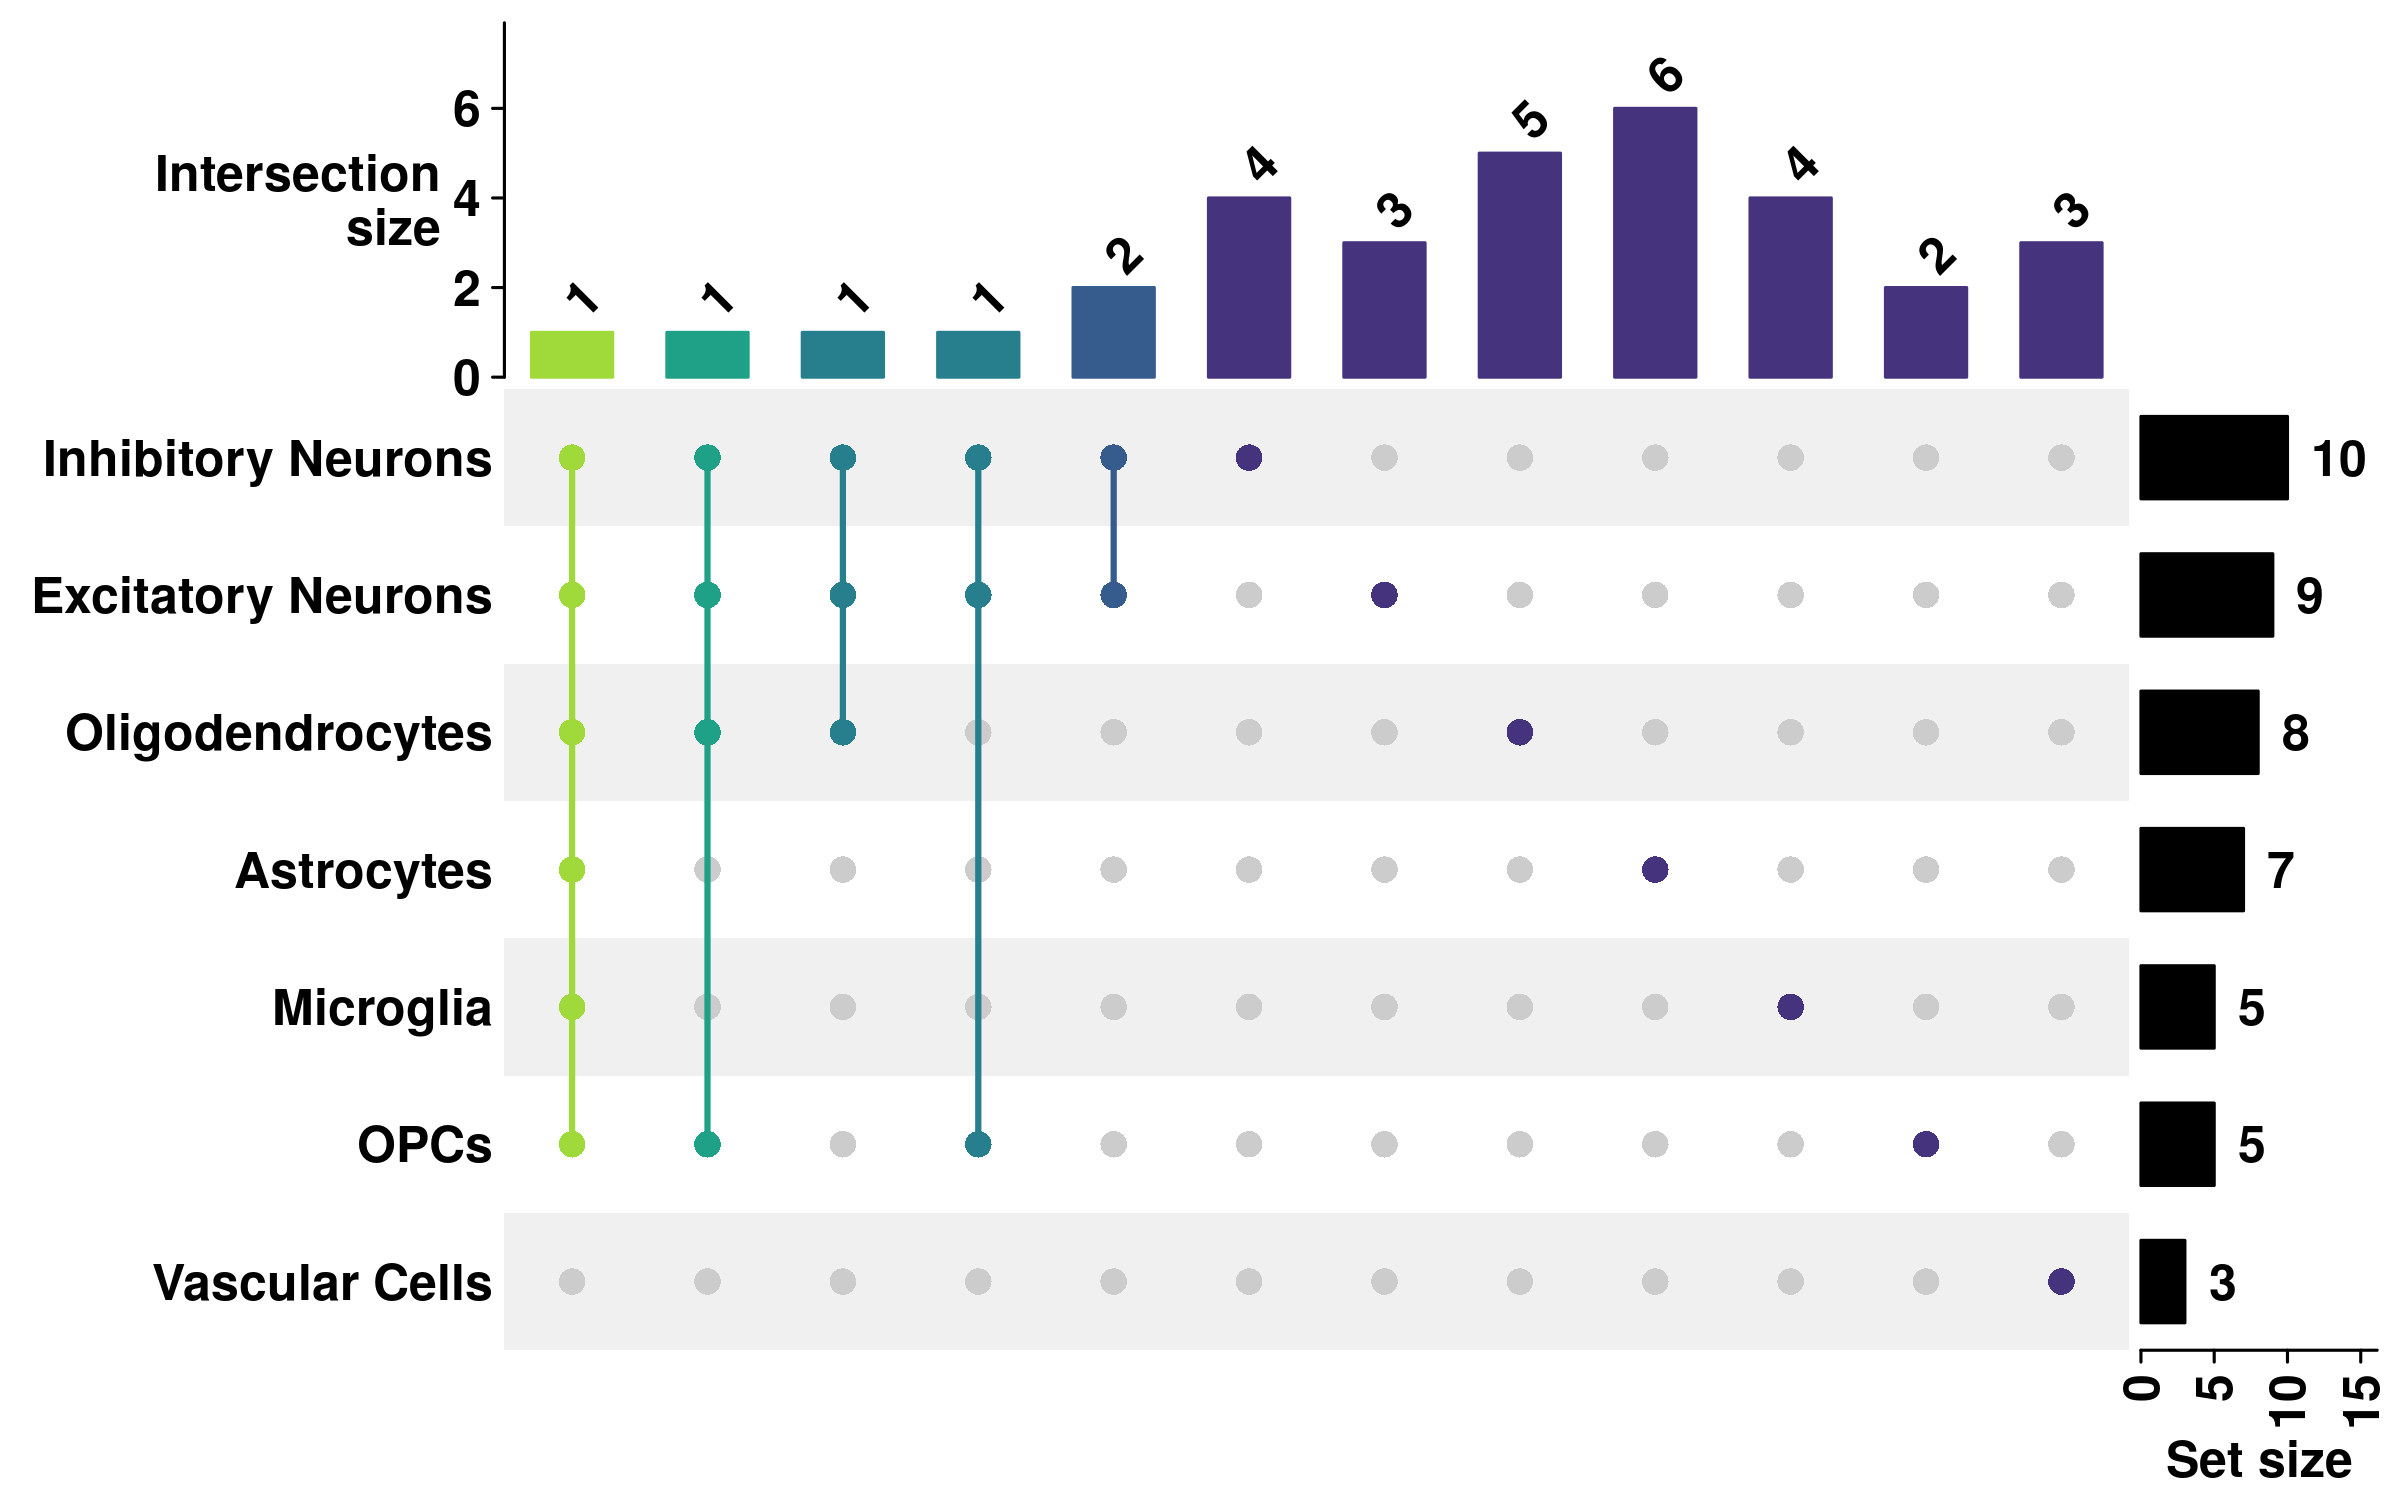 Intersection
size
6
4
2
0
1
1
1
1
2
4
3
5
6
4
2
3
Inhibitory Neurons
10
Excitatory Neurons
9
Oligodendrocytes
8
Astrocytes
7
Microglia
5
OPCs
5
Vascular Cells
3
0
5
10
15
Set size